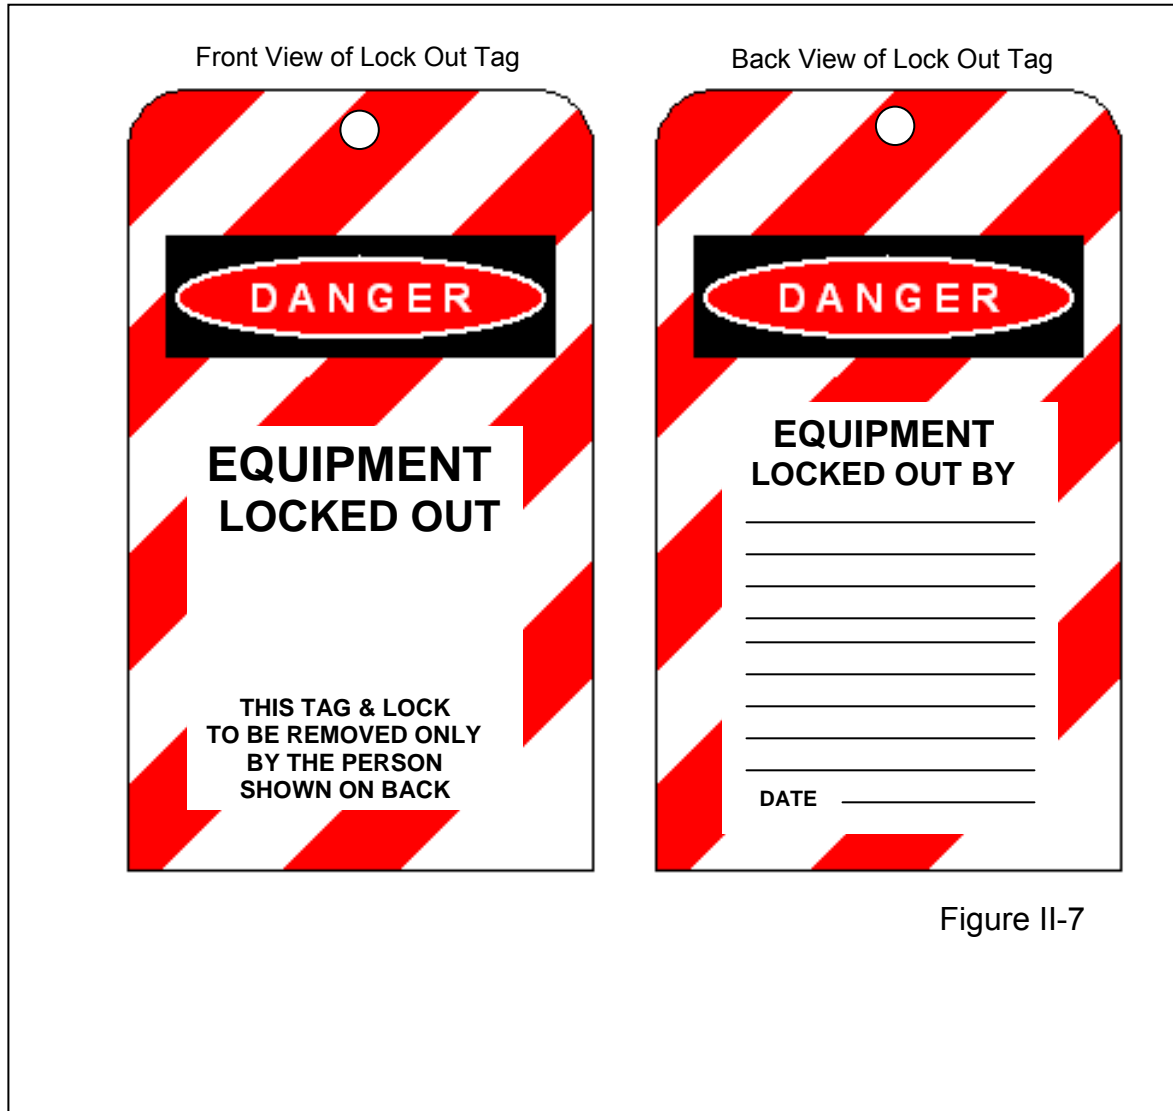 Front View of Lock Out Tag
DANGER
EQUIPMENT
LOCKED OUT
THIS TAG & LOCK
TO BE REMOVED ONLY
BY THE PERSON
SHOWN ON BACK
Back View of Lock Out Tag
DANGER
EQUIPMENT
LOCKED OUT BY
DATE
Figure II-7